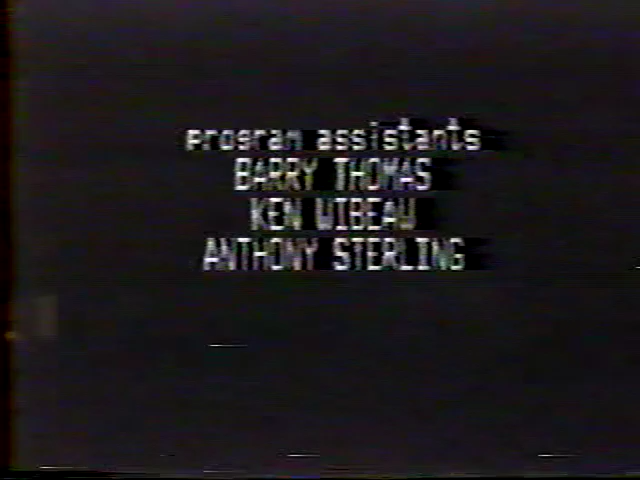 program assistants
BARRY THOMAS
KEN WIBEAU
ANTHONY STERLING